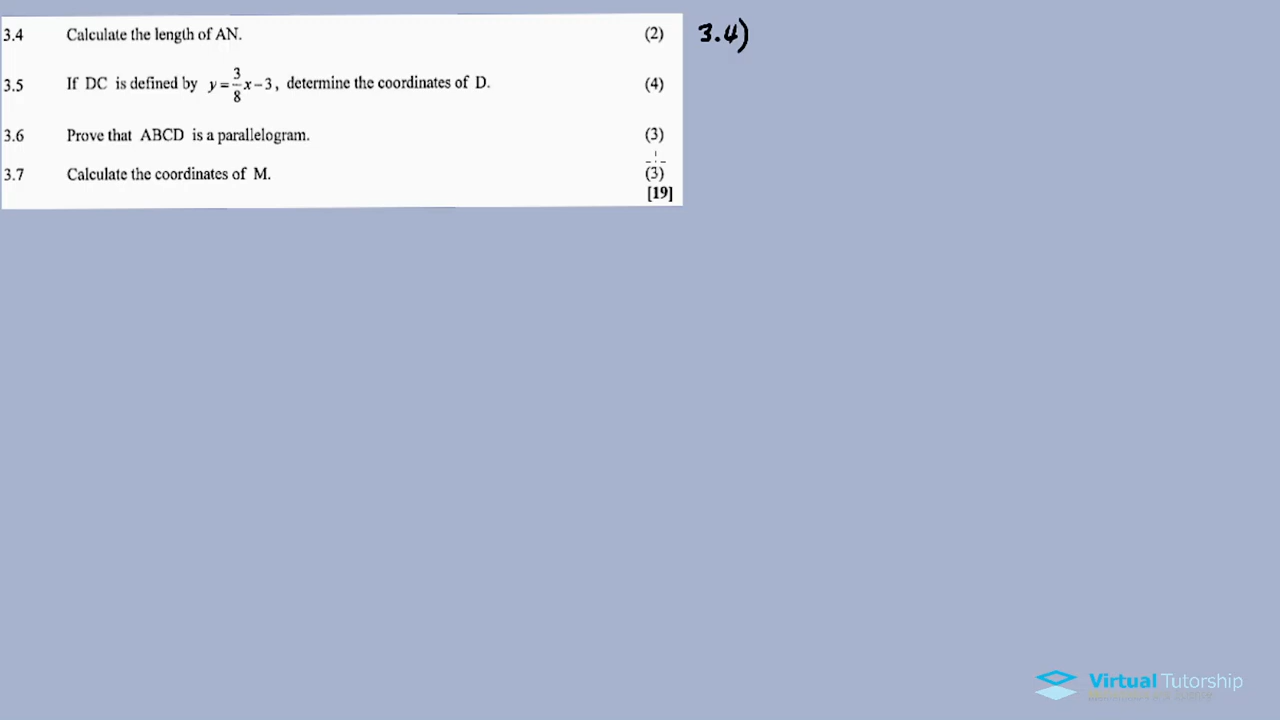 3.4 Calculate the length of AN. (2)
3.5 If DC is defined by y = 3/8 x − 3, determine the coordinates of D. (4)
3.6 Prove that ABCD is a parallelogram. (3)
3.7 Calculate the coordinates of M. (3)
[19]
3.4)
Virtual Tutorship